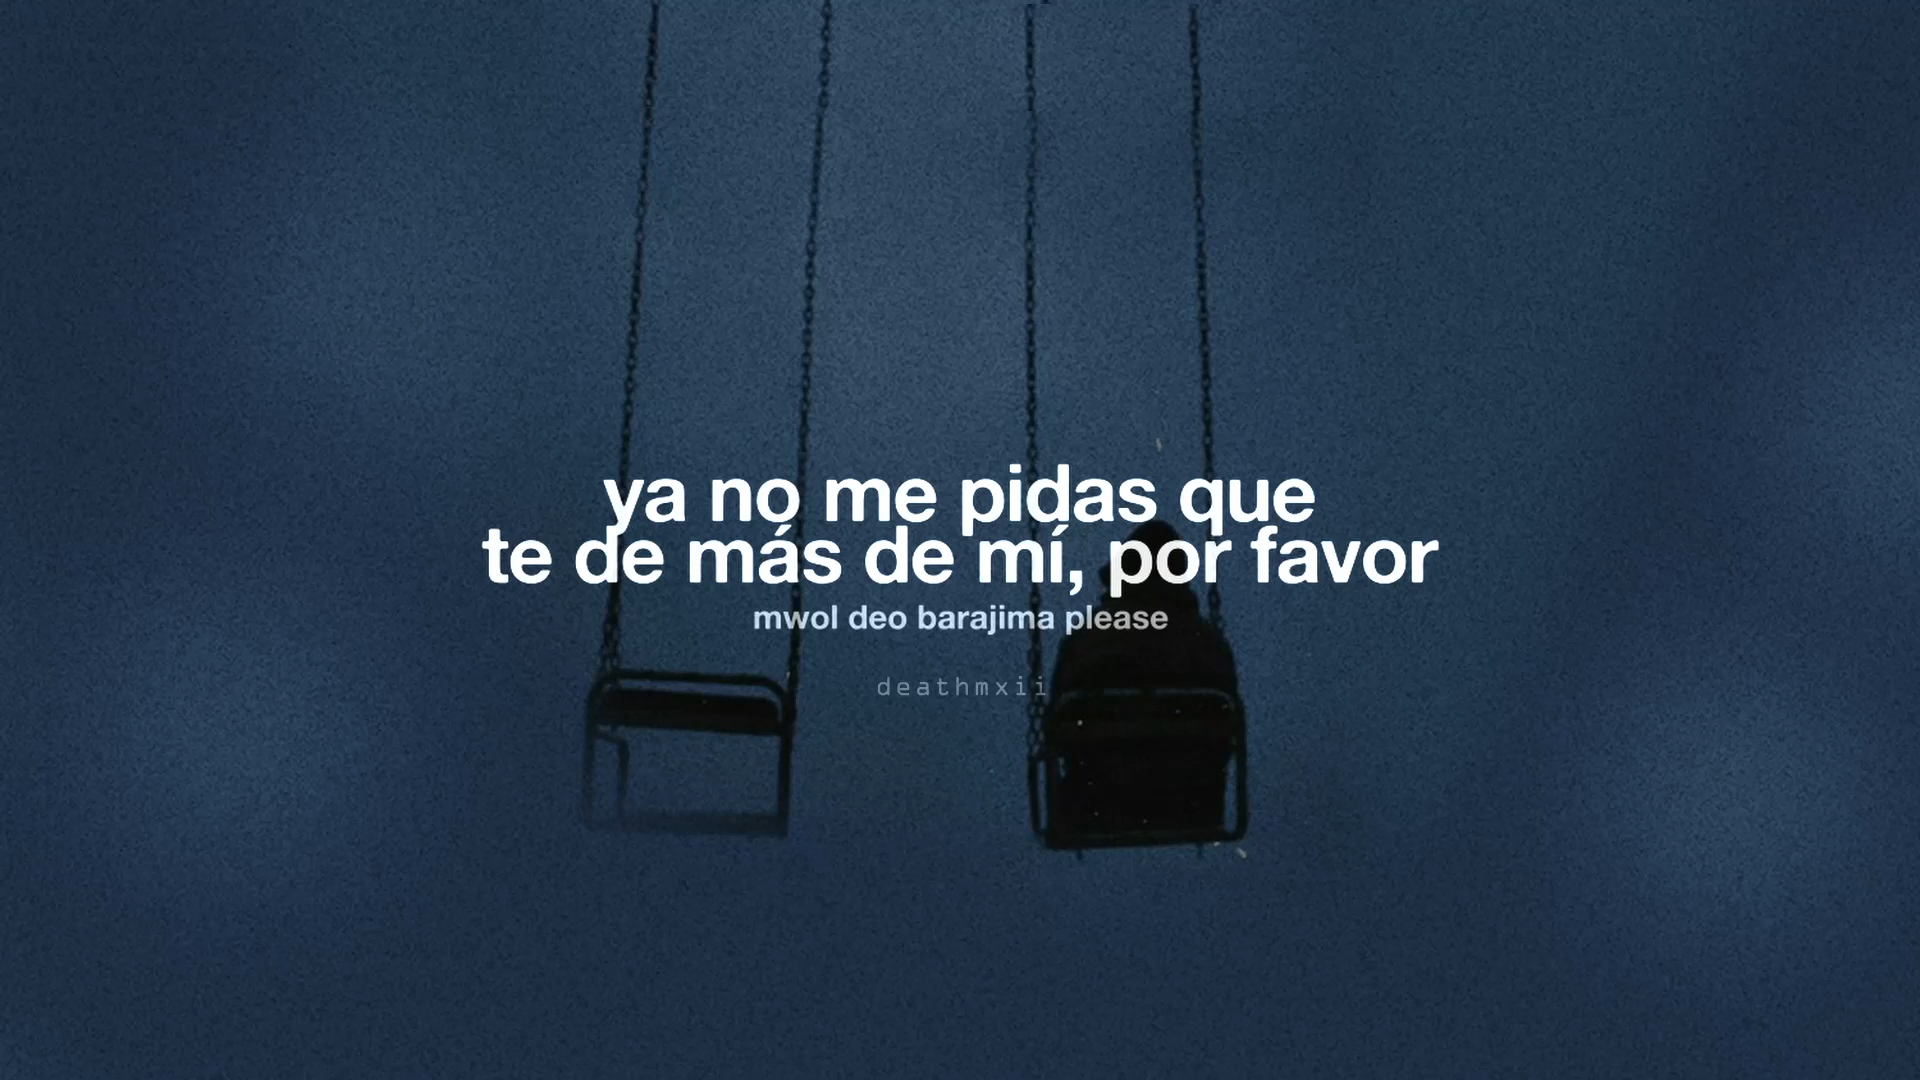 ya no me pidas que
te de más de mí, por favor
mwol deo barajima please
deathmxii